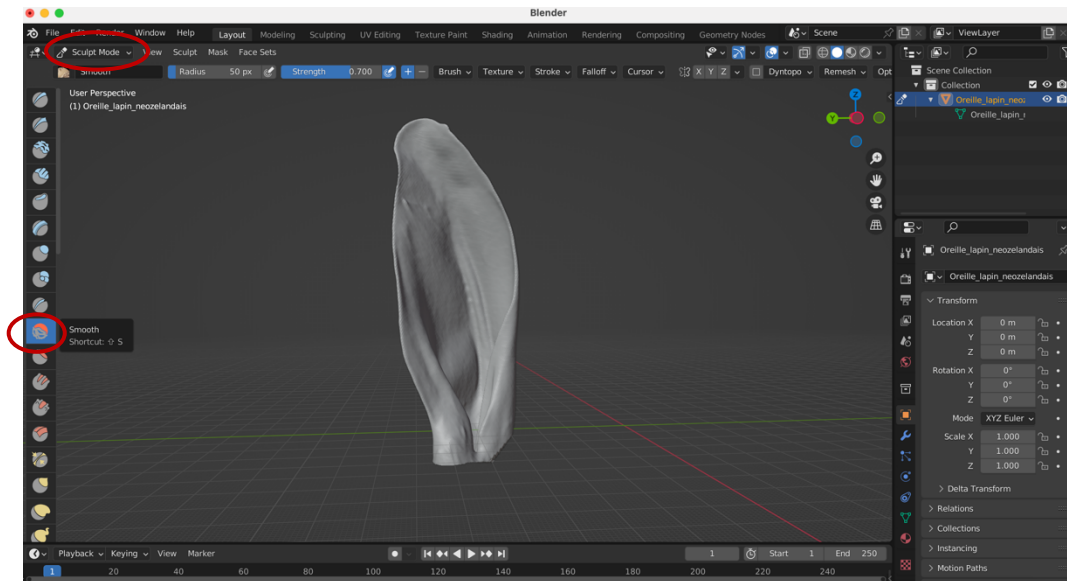 Blender
File Edit Render Window Help Layout Modeling Sculpting UV Editing Texture Paint Shading Animation Rendering Compositing Geometry Nodes Scene ViewLayer
Sculpt Mode View Sculpt Mask Face Sets
Smooth Radius 50 px Strength 0.700 Brush Texture Stroke Falloff Cursor X Y Z Dyntopo Remesh Opt
User Perspective
(1) Oreille_lapin_neozelandais
Z
Y
Smooth
Shortcut: ⇧ S
Scene Collection
Collection
Oreille_lapin_neoz
Oreille_lapin_
Oreille_lapin_neozelandais
Oreille_lapin_neozelandais
Transform
Location X 0 m
Y 0 m
Z 0 m
Rotation X 0°
Y 0°
Z 0°
Mode XYZ Euler
Scale X 1.000
Y 1.000
Z 1.000
Delta Transform
Relations
Collections
Instancing
Motion Paths
Playback Keying View Marker 1 Start 1 End 250
1 20 40 60 80 100 120 140 160 180 200 220 240